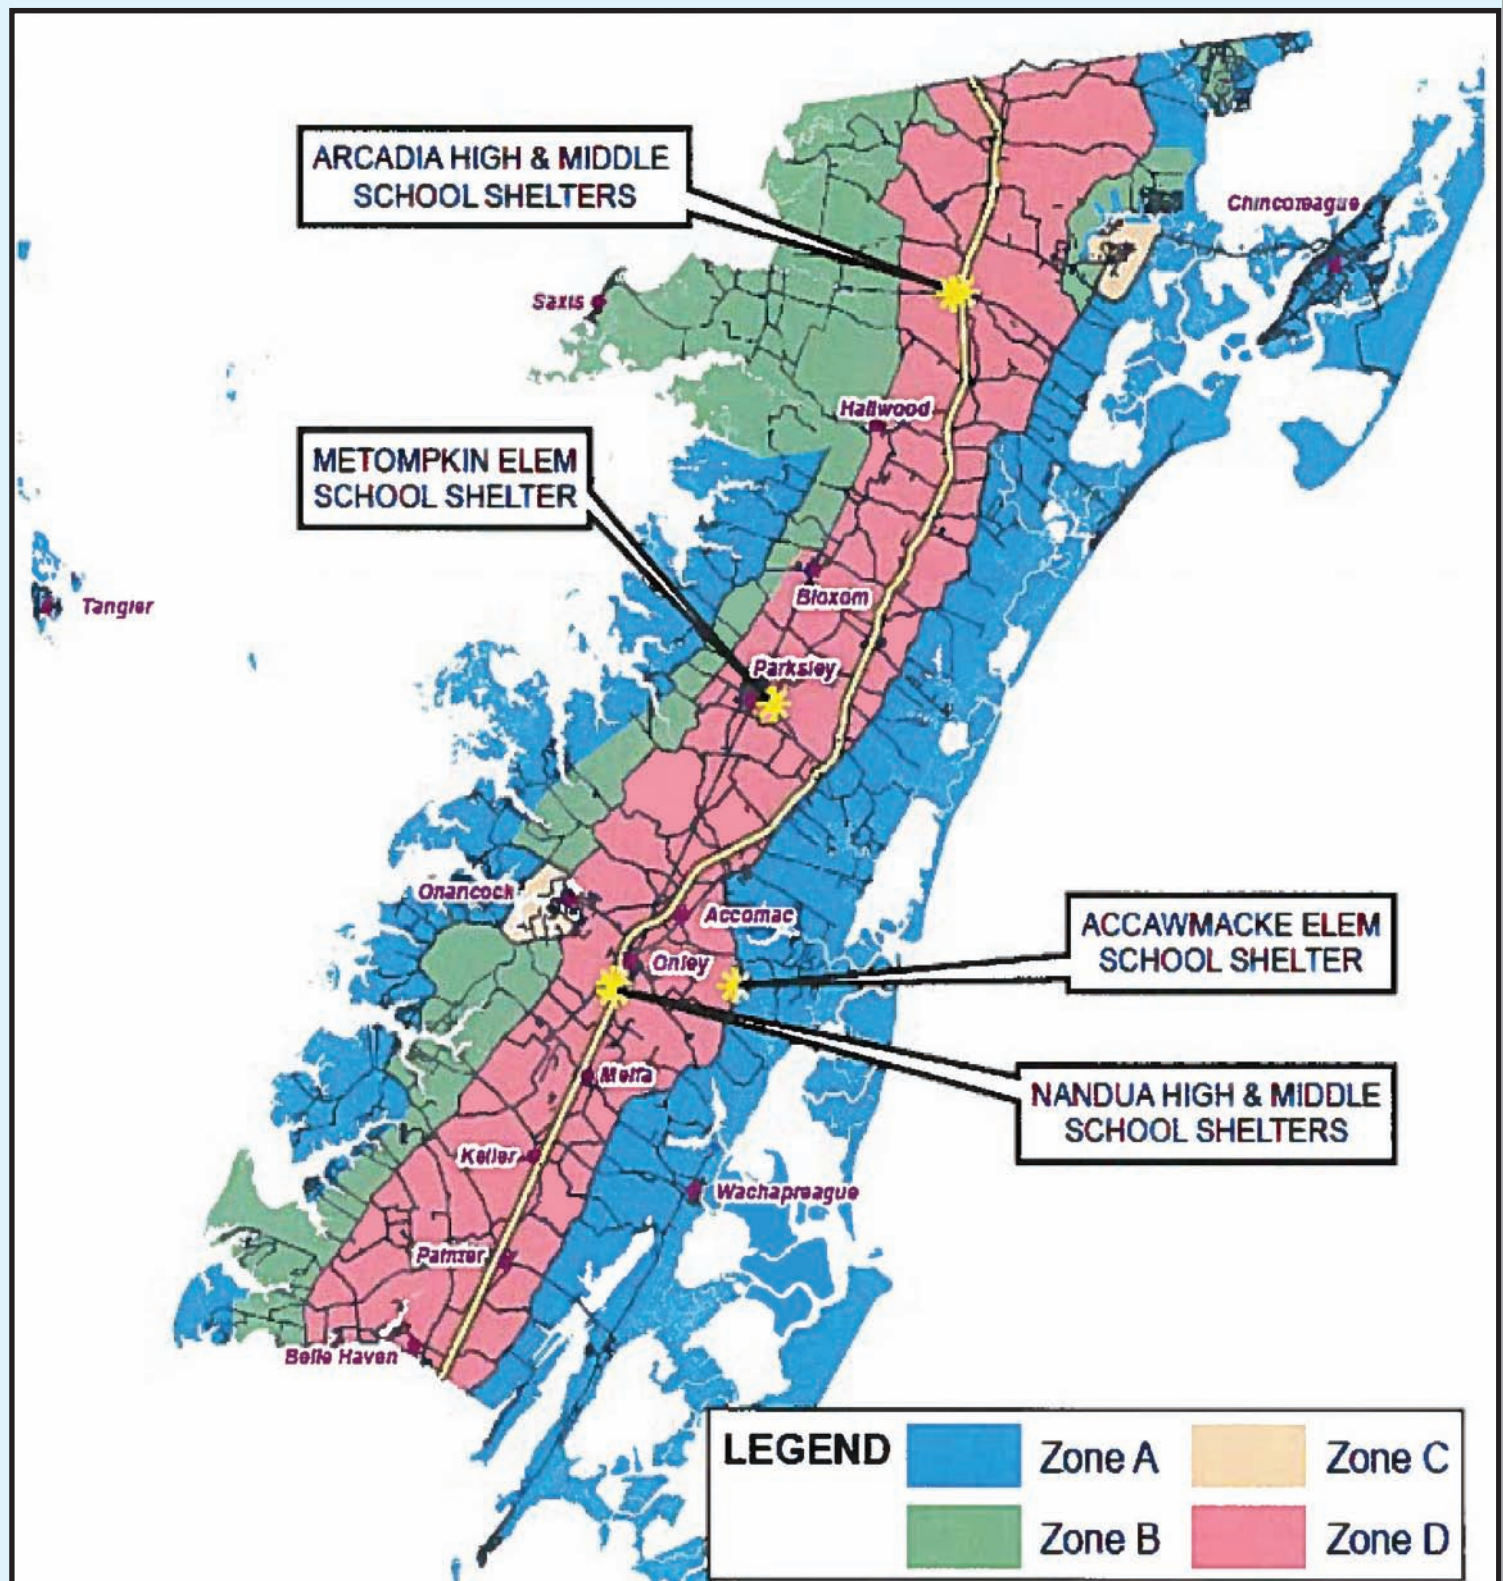 ARCADIA HIGH & MIDDLE
SCHOOL SHELTERS
Chincoteague
Saxis
Hallwood
METOMPKIN ELEM
SCHOOL SHELTER
Bloxom
Tangier
Parksley
Onancock
Accomac
ACCAWMACKE ELEM
SCHOOL SHELTER
Onley
Melfa
NANDUA HIGH & MIDDLE
SCHOOL SHELTERS
Keller
Wachapreague
Painter
Belle Haven
LEGEND
Zone A
Zone C
Zone B
Zone D